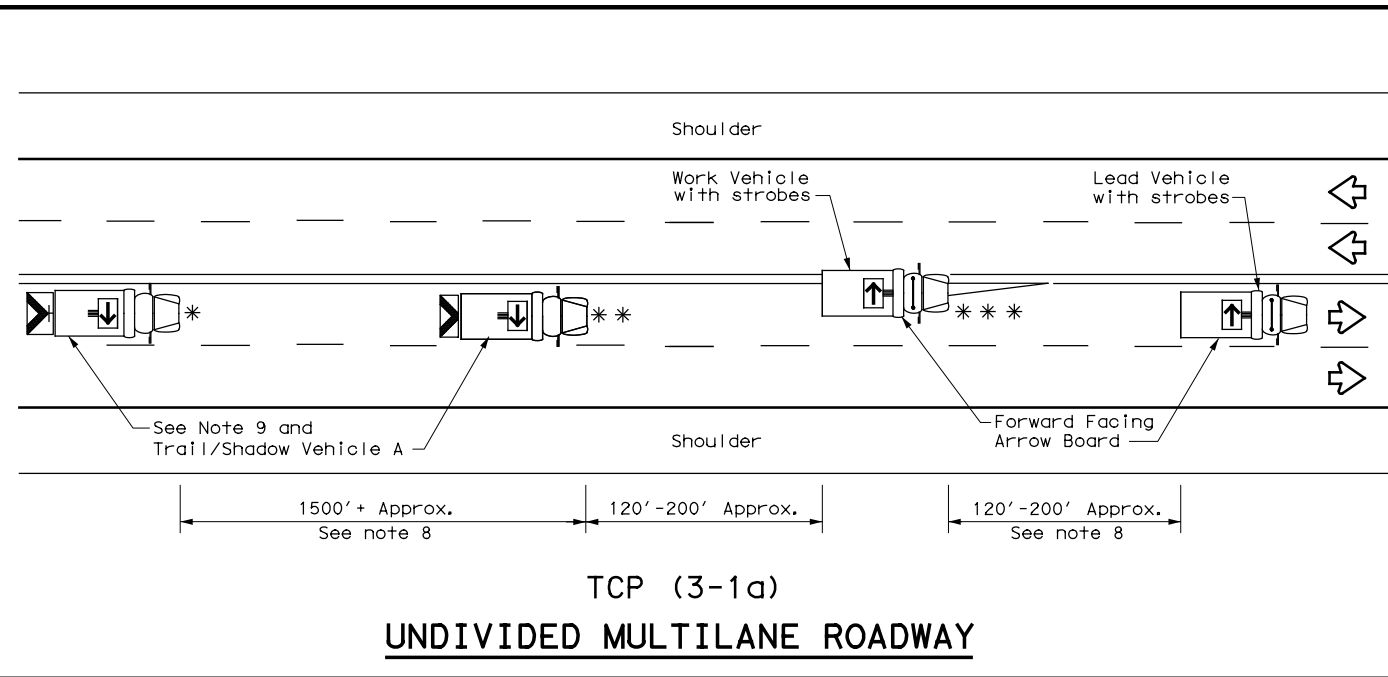 Shoulder
Work Vehicle
with strobes
Lead Vehicle
with strobes
*
* *
* * *
See Note 9 and
Trail/Shadow Vehicle A
Shoulder
Forward Facing
Arrow Board
1500'+ Approx.
See note 8
120'-200' Approx.
120'-200' Approx.
See note 8
TCP (3-1a)
UNDIVIDED MULTILANE ROADWAY